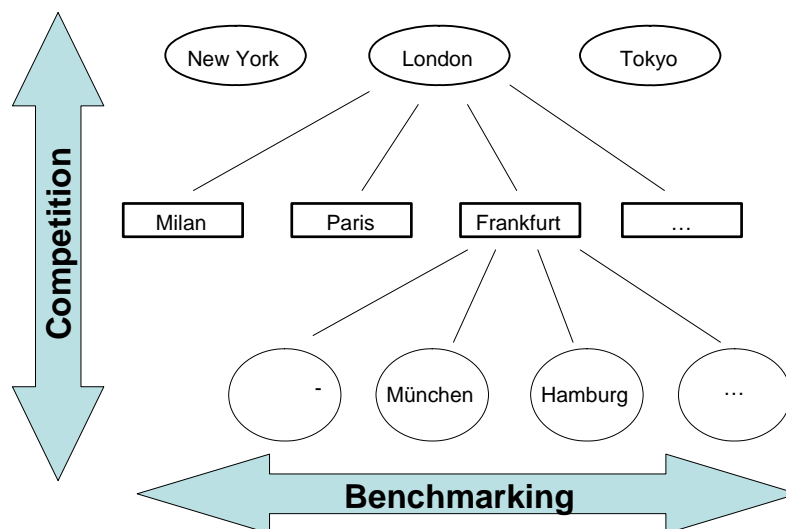 New York
London
Tokyo
Competition
Milan
Paris
Frankfurt
…
-
München
Hamburg
…
Benchmarking